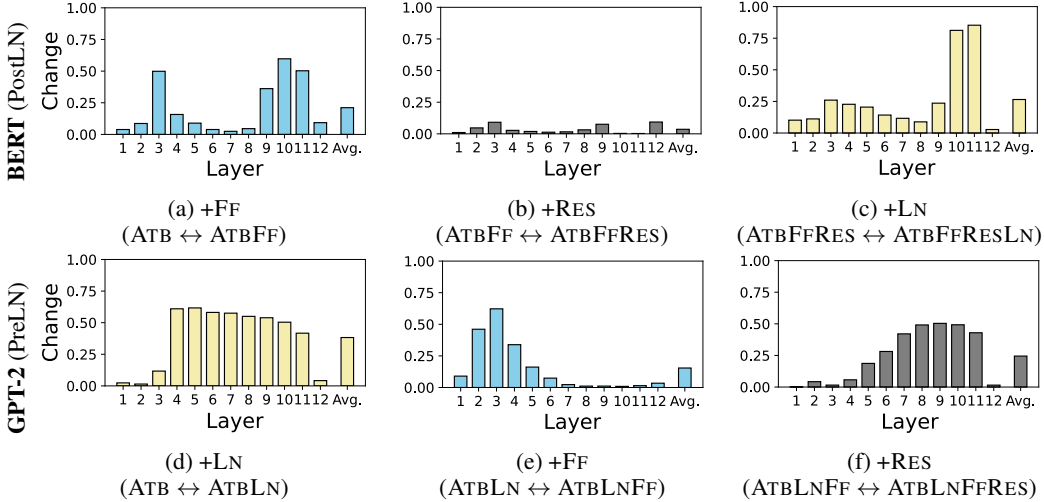 BERT (PostLN)
Change
1.00
0.75
0.50
0.25
0.00
1 2 3 4 5 6 7 8 9 10 11 12 Avg.
Layer
(a) +FF
(ATB ↔ ATBFF)
1.00
0.75
0.50
0.25
0.00
1 2 3 4 5 6 7 8 9 10 11 12 Avg.
Layer
(b) +RES
(ATBFF ↔ ATBFFRES)
1.00
0.75
0.50
0.25
0.00
1 2 3 4 5 6 7 8 9 10 11 12 Avg.
Layer
(c) +LN
(ATBFFRES ↔ ATBFFRESLN)
GPT-2 (PreLN)
Change
1.00
0.75
0.50
0.25
0.00
1 2 3 4 5 6 7 8 9 10 11 12 Avg.
Layer
(d) +LN
(ATB ↔ ATBLN)
1.00
0.75
0.50
0.25
0.00
1 2 3 4 5 6 7 8 9 10 11 12 Avg.
Layer
(e) +FF
(ATBLN ↔ ATBLNFF)
1.00
0.75
0.50
0.25
0.00
1 2 3 4 5 6 7 8 9 10 11 12 Avg.
Layer
(f) +RES
(ATBLNFF ↔ ATBLNFFRES)